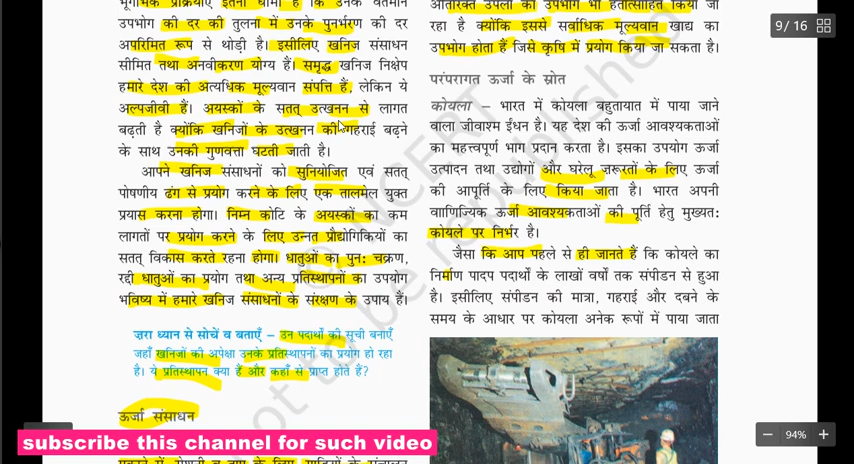 भूगर्भिक प्रक्रियाएँ इतनी धीमी हैं कि उनके वर्तमान
उपभोग की दर की तुलना में उनके पुनर्भरण की दर
अपरिमित रूप से थोड़ी है। इसीलिए खनिज संसाधन
सीमित तथा अनवीकरण योग्य हैं। समृद्ध खनिज निक्षेप
हमारे देश की अत्यधिक मूल्यवान संपत्ति हैं, लेकिन ये
अल्पजीवी हैं। अयस्कों के सतत् उत्खनन से लागत
बढ़ती है क्योंकि खनिजों के उत्खनन की गहराई बढ़ने
के साथ उनकी गुणवत्ता घटती जाती है।
आपने खनिज संसाधनों को सुनियोजित एवं सतत्
पोषणीय ढंग से प्रयोग करने के लिए एक तालमेल युक्त
प्रयास करना होगा। निम्न कोटि के अयस्कों का कम
लागतों पर प्रयोग करने के लिए उन्नत प्रौद्योगिकियों का
सतत् विकास करते रहना होगा। धातुओं का पुन: चक्रण,
रद्दी धातुओं का प्रयोग तथा अन्य प्रतिस्थापनों का उपयोग
भविष्य में हमारे खनिज संसाधनों के संरक्षण के उपाय हैं।
ज़रा ध्यान से सोचें व बताएँ – उन पदार्थों की सूची बनाएँ
जहाँ खनिजों की अपेक्षा उनके प्रतिस्थापनों का प्रयोग हो रहा
है। ये प्रतिस्थापन क्या हैं और कहाँ से प्राप्त होते हैं?
ऊर्जा संसाधन
अतिरिक्त उपलों का उपभोग भी हतोत्साहित किया जा
रहा है क्योंकि इससे सर्वाधिक मूल्यवान खाद्य का
उपभोग होता हैं जिसे कृषि में प्रयोग किया जा सकता है।
परंपरागत ऊर्जा के स्रोत
कोयला – भारत में कोयला बहुतायात में पाया जाने
वाला जीवाश्म ईंधन है। यह देश की ऊर्जा आवश्यकताओं
का महत्त्वपूर्ण भाग प्रदान करता है। इसका उपयोग ऊर्जा
उत्पादन तथा उद्योगों और घरेलू ज़रूरतों के लिए ऊर्जा
की आपूर्ति के लिए किया जाता है। भारत अपनी
वाणिज्यिक ऊर्जा आवश्यकताओं की पूर्ति हेतु मुख्यत:
कोयले पर निर्भर है।
जैसा कि आप पहले से ही जानते हैं कि कोयले का
निर्माण पादप पदार्थों के लाखों वर्षों तक संपीडन से हुआ
है। इसीलिए संपीडन की मात्रा, गहराई और दबने के
समय के आधार पर कोयला अनेक रूपों में पाया जाता
9 / 16
94%
subscribe this channel for such video